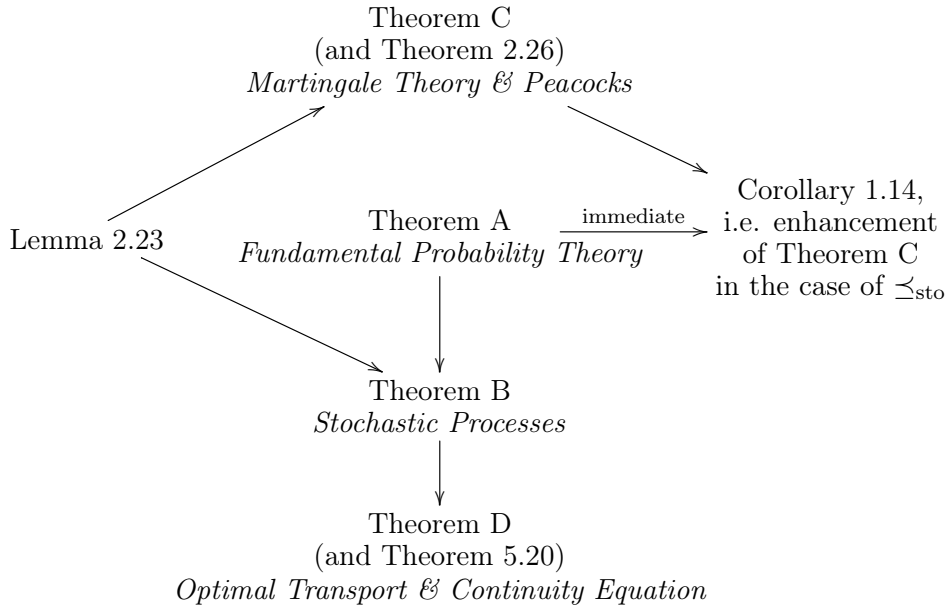 Theorem C
(and Theorem 2.26)
Martingale Theory & Peacocks
Lemma 2.23
Theorem A
Fundamental Probability Theory
immediate
Corollary 1.14,
i.e. enhancement
of Theorem C
in the case of ⪯sto
Theorem B
Stochastic Processes
Theorem D
(and Theorem 5.20)
Optimal Transport & Continuity Equation